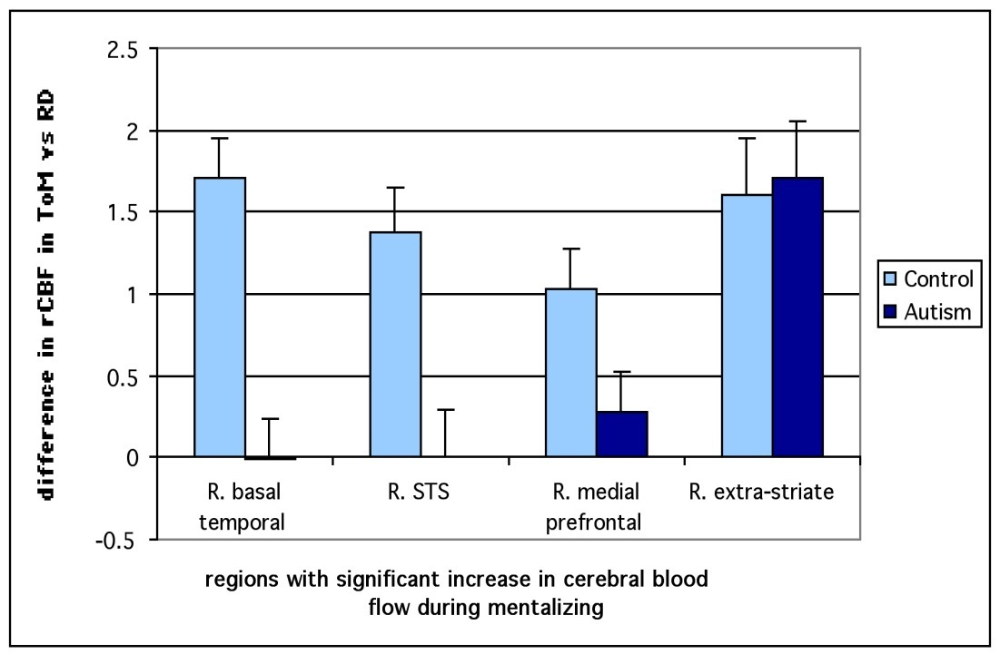 difference in rCBF in ToM vs RD
2.5
2
1.5
1
0.5
0
-0.5
R. basal
temporal
R. STS
R. medial
prefrontal
R. extra-striate
regions with significant increase in cerebral blood
flow during mentalizing
Control
Autism